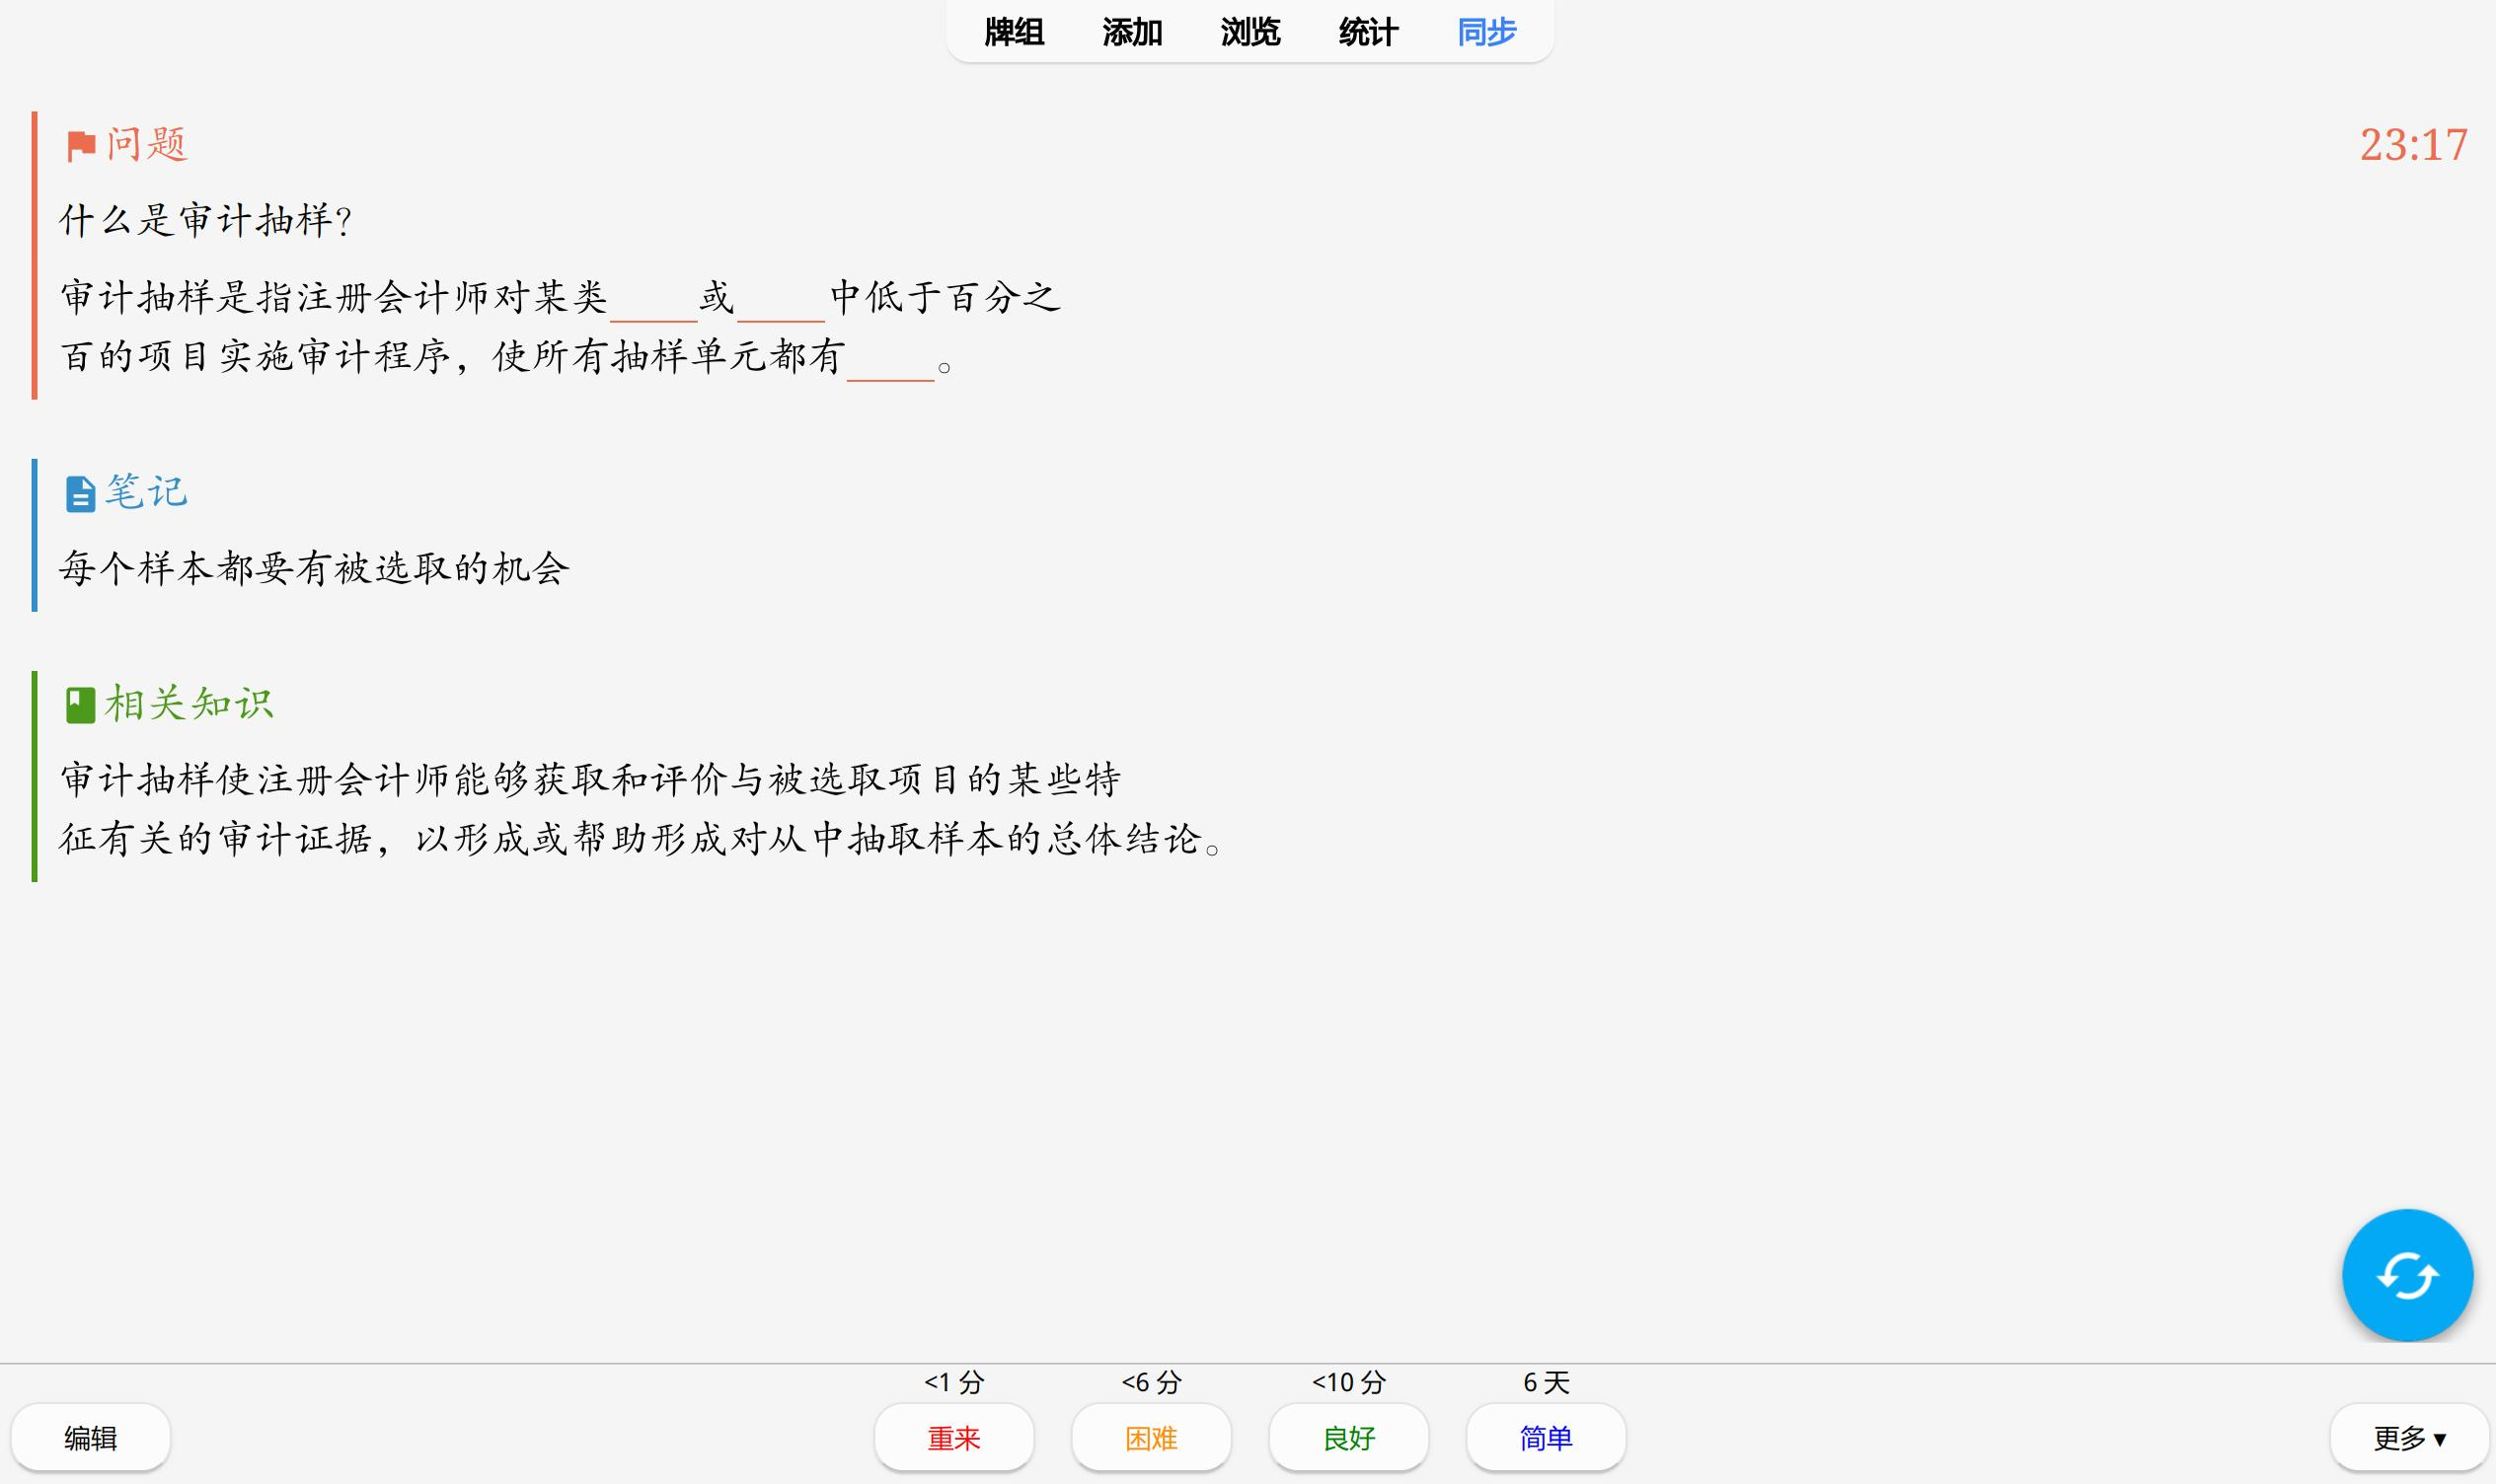 牌组 添加 浏览 统计 同步
问题 23:17
什么是审计抽样？
审计抽样是指注册会计师对某类____或____中低于百分之
百的项目实施审计程序，使所有抽样单元都有____。
笔记
每个样本都要有被选取的机会
相关知识
审计抽样使注册会计师能够获取和评价与被选取项目的某些特
征有关的审计证据，以形成或帮助形成对从中抽取样本的总体结论。
<1 分 <6 分 <10 分 6 天
编辑 重来 困难 良好 简单 更多 ▾